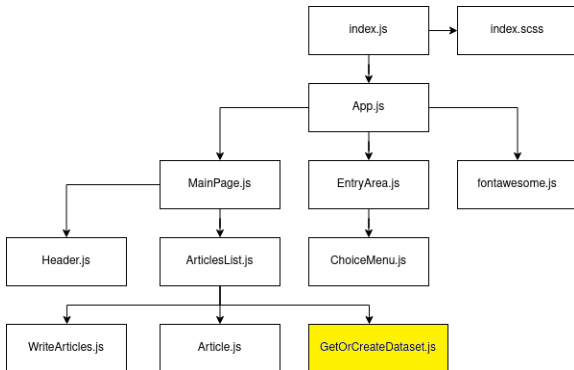 index.js
index.scss
App.js
MainPage.js
EntryArea.js
fontawesome.js
Header.js
ArticlesList.js
ChoiceMenu.js
WriteArticles.js
Article.js
GetOrCreateDataset.js